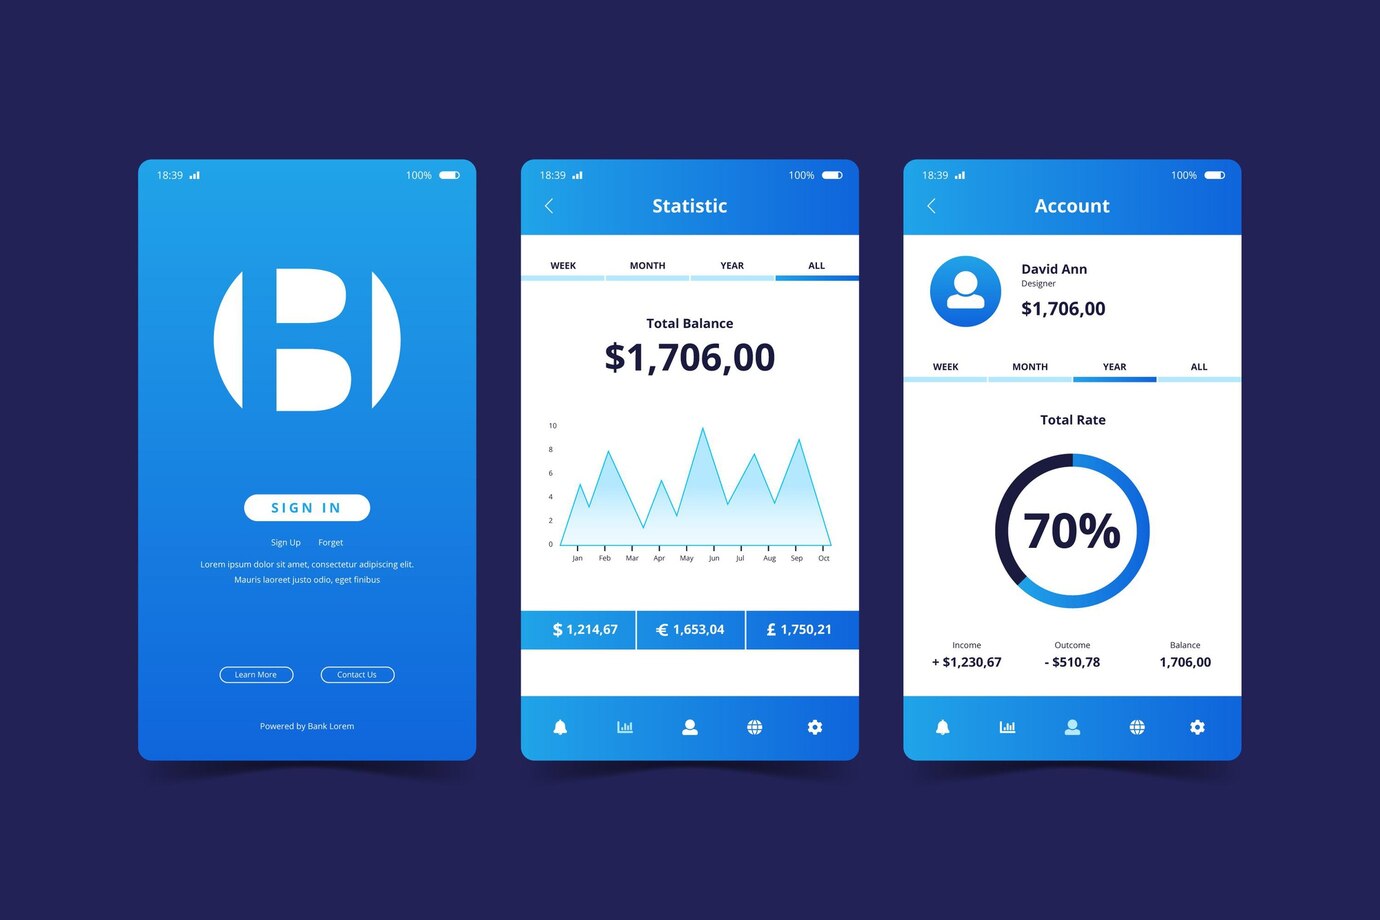 18:39 100%
B
SIGN IN
Sign Up Forget
Lorem ipsum dolor sit amet, consectetur adipiscing elit.
Mauris laoreet justo odio, eget finibus
Learn More Contact Us
Powered by Bank Lorem
18:39 100%
Statistic
WEEK MONTH YEAR ALL
Total Balance
$1,706,00
10
8
6
4
2
0
Jan Feb Mar Apr May Jun Jul Aug Sep Oct
$ 1,214,67 € 1,653,04 £ 1,750,21
18:39 100%
Account
David Ann
Designer
$1,706,00
WEEK MONTH YEAR ALL
Total Rate
70%
Income Outcome Balance
+ $1,230,67 - $510,78 1,706,00